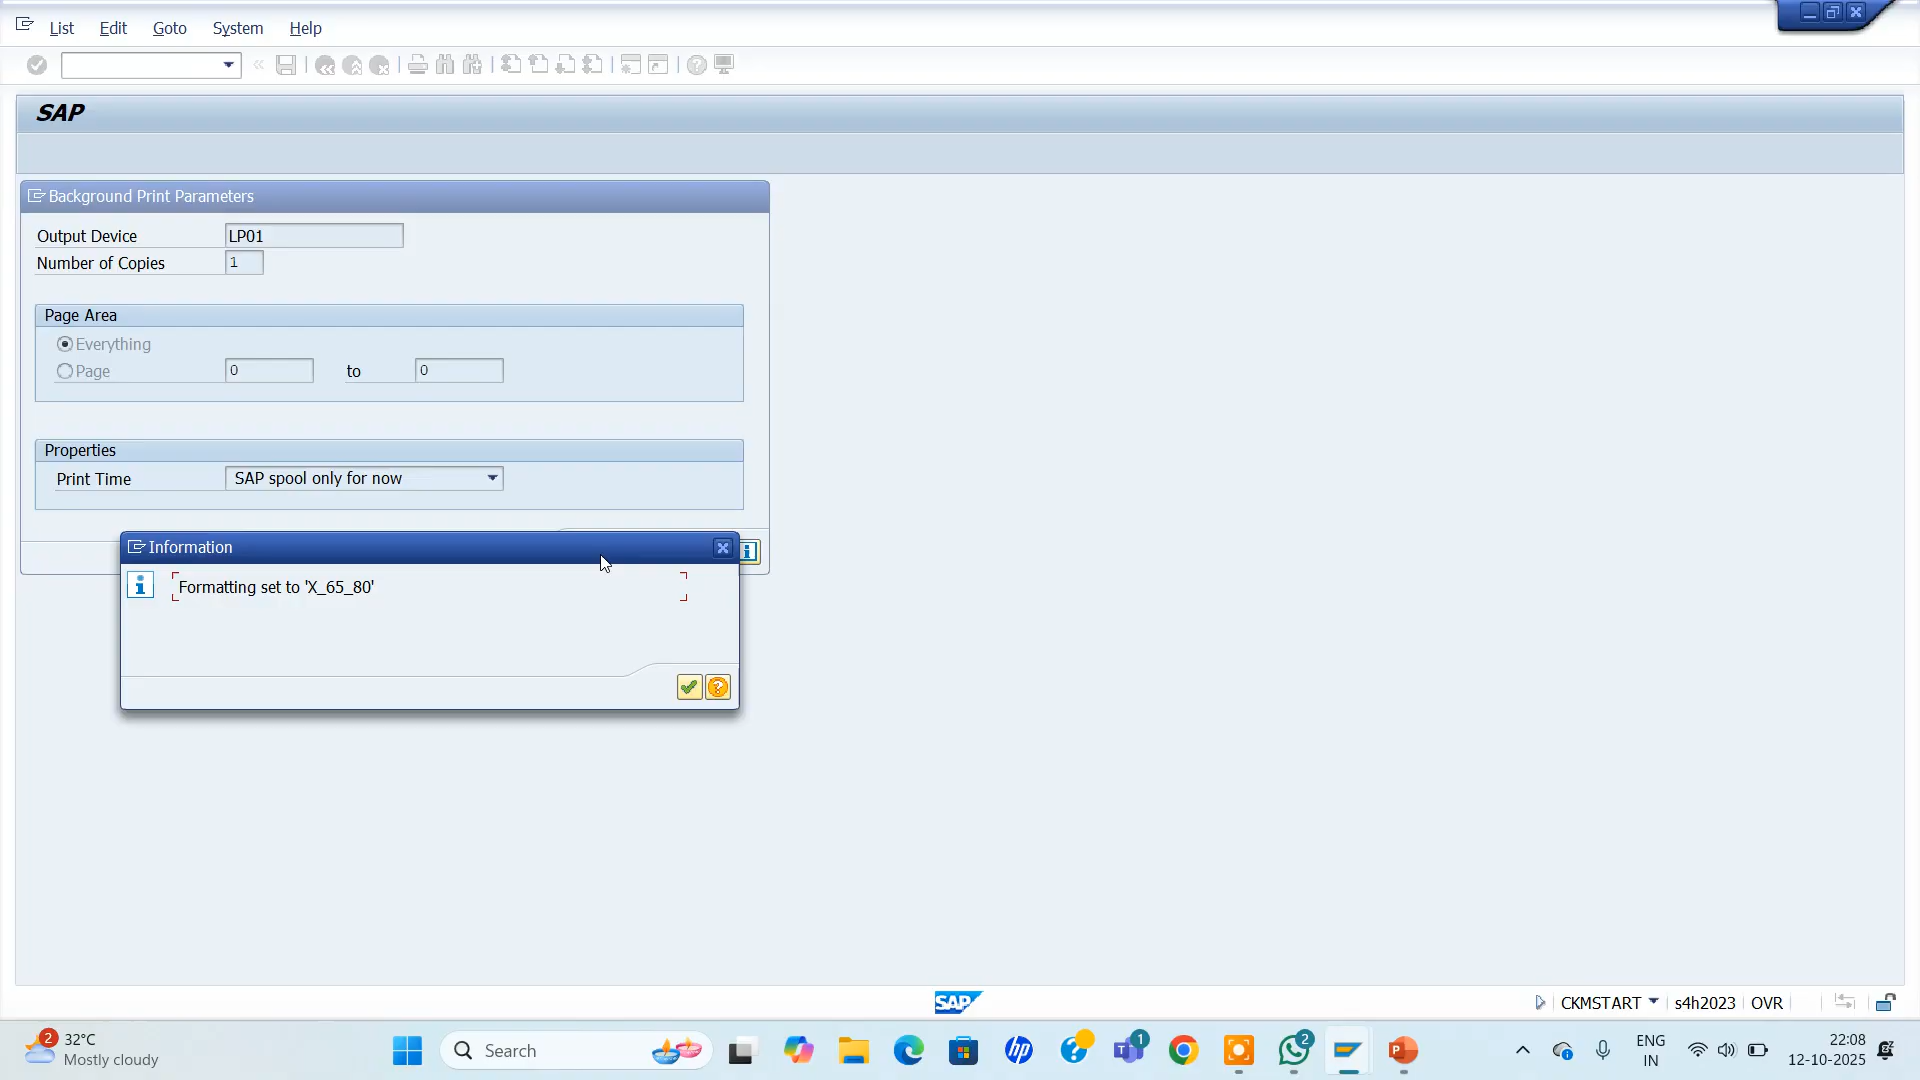 List Edit Goto System Help
SAP
Background Print Parameters
Output Device LP01
Number of Copies 1
Page Area
Everything
Page 0 to 0
Properties
Print Time SAP spool only for now
Information
Formatting set to 'X_65_80'
SAP
CKMSTART s4h2023 OVR
2
32°C
Mostly cloudy
Search
1
2
ENG
IN
22:08
12-10-2025